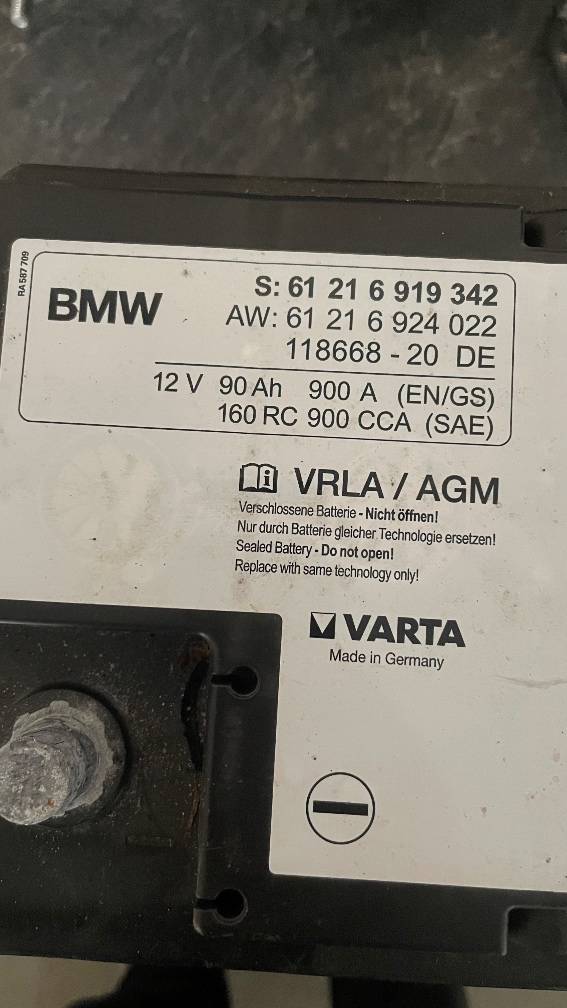 RA587 709
BMW
S: 61 21 6 919 342
AW: 61 21 6 924 022
118668 - 20 DE
12 V 90 Ah 900 A (EN/GS)
160 RC 900 CCA (SAE)
VRLA / AGM
Verschlossene Batterie - Nicht öffnen!
Nur durch Batterie gleicher Technologie ersetzen!
Sealed Battery - Do not open!
Replace with same technology only!
VARTA
Made in Germany